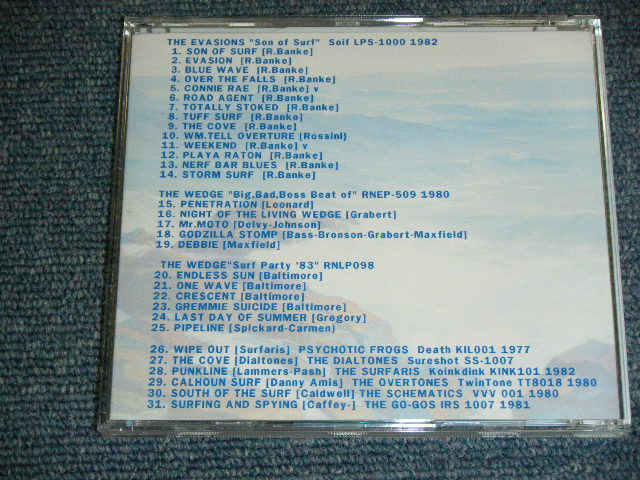 THE EVASIONS "Son of Surf" Soif LPS-1000 1982
1. SON OF SURF [R.Banke]
2. EVASION [R.Banke]
3. BLUE WAVE [R.Banke]
4. OVER THE FALLS [R.Banke]
5. CONNIE RAE [R.Banke] v
6. ROAD AGENT [R.Banke]
7. TOTALLY STOKED [R.Banke]
8. TUFF SURF [R.Banke]
9. THE COVE [R.Banke]
10. WM.TELL OVERTURE [Rossini]
11. WEEKEND [R.Banke] v
12. PLAYA RATON [R.Banke]
13. NERF BAR BLUES [R.Banke]
14. STORM SURF [R.Banke]
THE WEDGE "Big,Bad,Boss Beat of" RNEP-509 1980
15. PENETRATION [Leonard]
16. NIGHT OF THE LIVING WEDGE [Grabert]
17. Mr.MOTO [Delvy-Johnson]
18. GODZILLA STOMP [Bass-Bronson-Grabert-Maxfield]
19. DEBBIE [Maxfield]
THE WEDGE"Surf Party '83" RNLP098
20. ENDLESS SUN [Baltimore]
21. ONE WAVE [Baltimore]
22. CRESCENT [Baltimore]
23. GREMMIE SUICIDE [Baltimore]
24. LAST DAY OF SUMMER [Gregory]
25. PIPELINE [Spickard-Carmen)
26. WIPE OUT [Surfaris] PSYCHOTIC FROGS Death KIL001 1977
27. THE COVE [Dialtones] THE DIALTONES Sureshot SS-1007
28. PUNKLINE [Lammers-Pash] THE SURFARIS Koinkdink KINK101 1982
29. CALHOUN SURF [Danny Amis] THE OVERTONES TwinTone TT8018 1980
30. SOUTH OF THE SURF [Caldwell] THE SCHEMATICS VVV 001 1980
31. SURFING AND SPYING [Caffey-] THE GO-GOS IRS 1007 1981